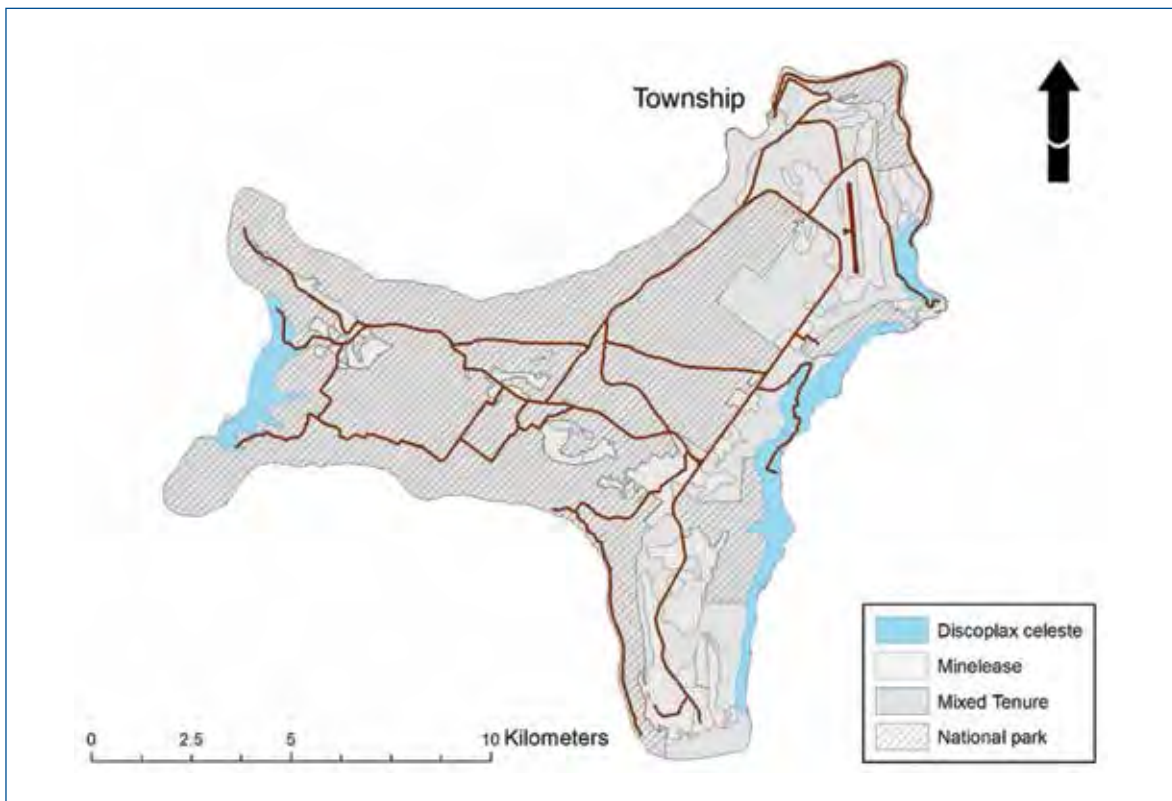 Township
Discoplax celeste
Minelease
Mixed Tenure
National park
0 2.5 5 10 Kilometers